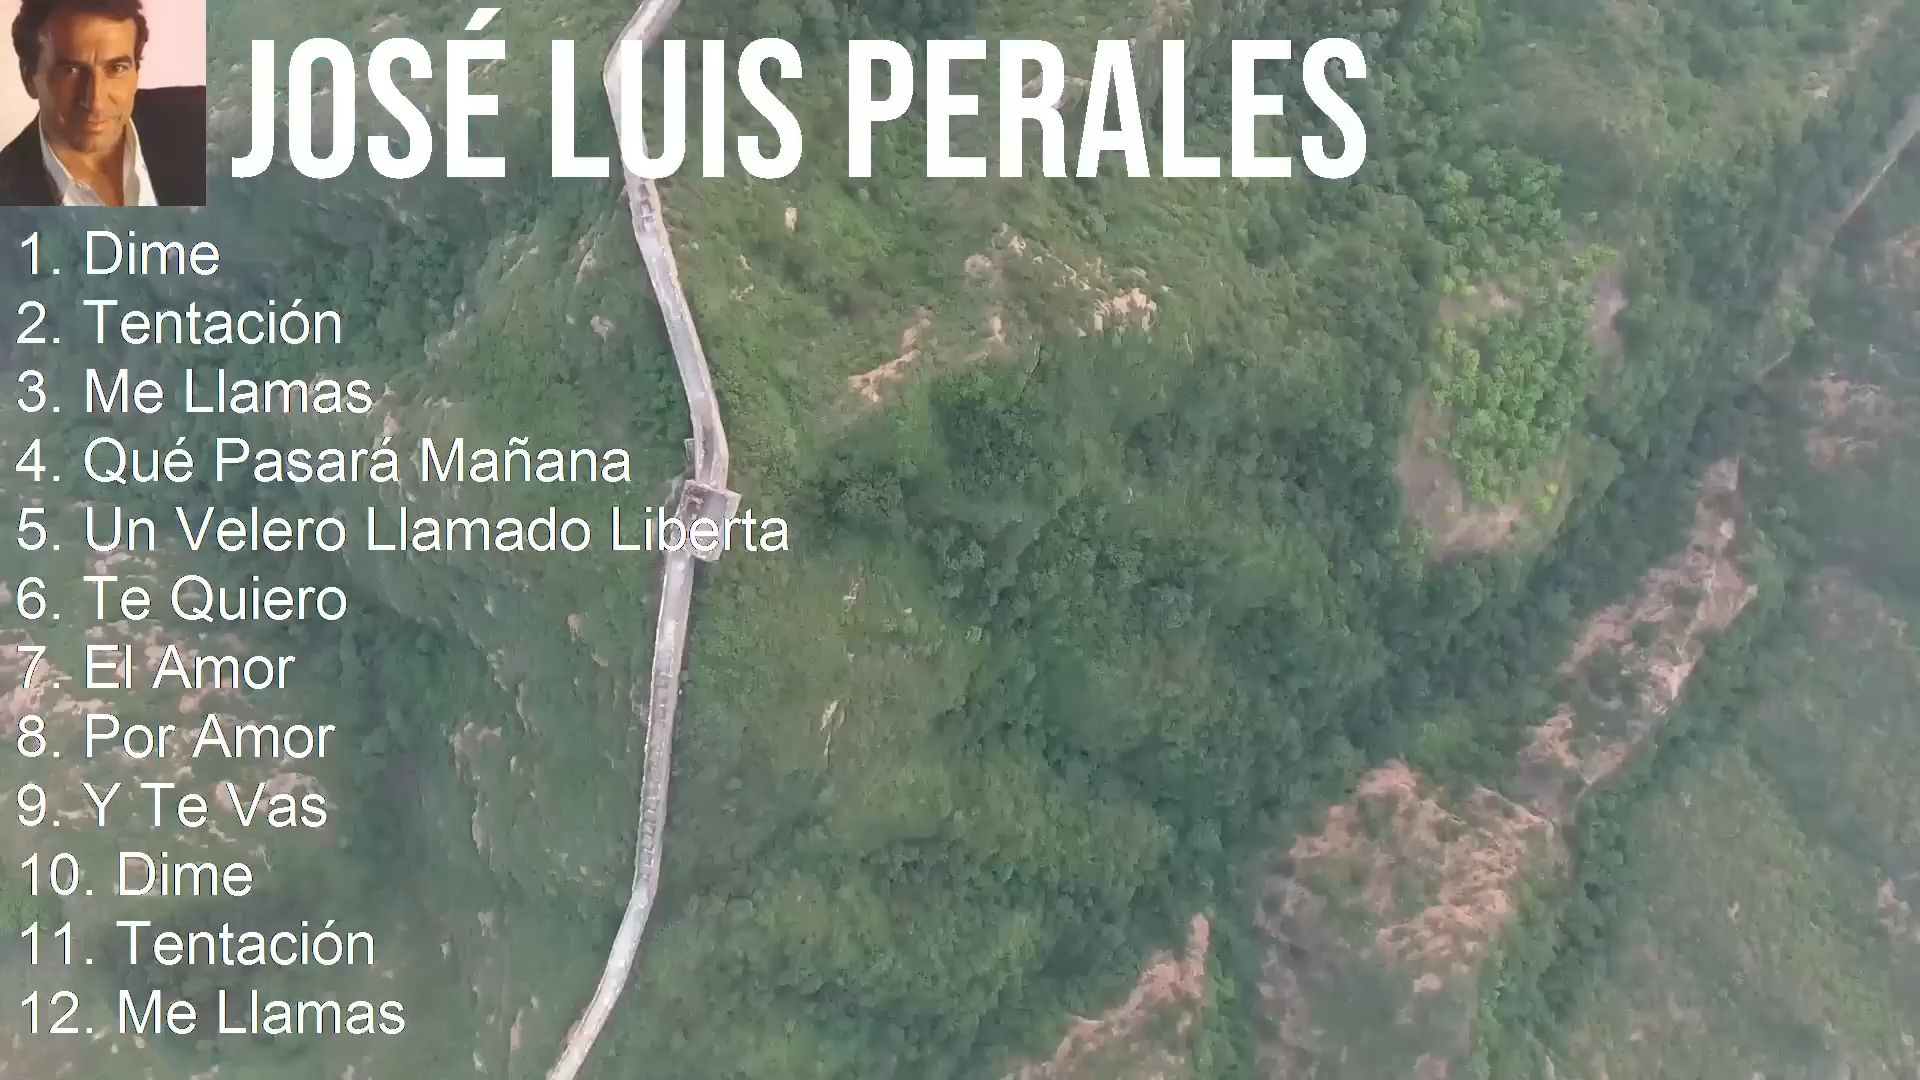 JOSÉ LUIS PERALES
1. Dime
2. Tentación
3. Me Llamas
4. Qué Pasará Mañana
5. Un Velero Llamado Liberta
6. Te Quiero
7. El Amor
8. Por Amor
9. Y Te Vas
10. Dime
11. Tentación
12. Me Llamas